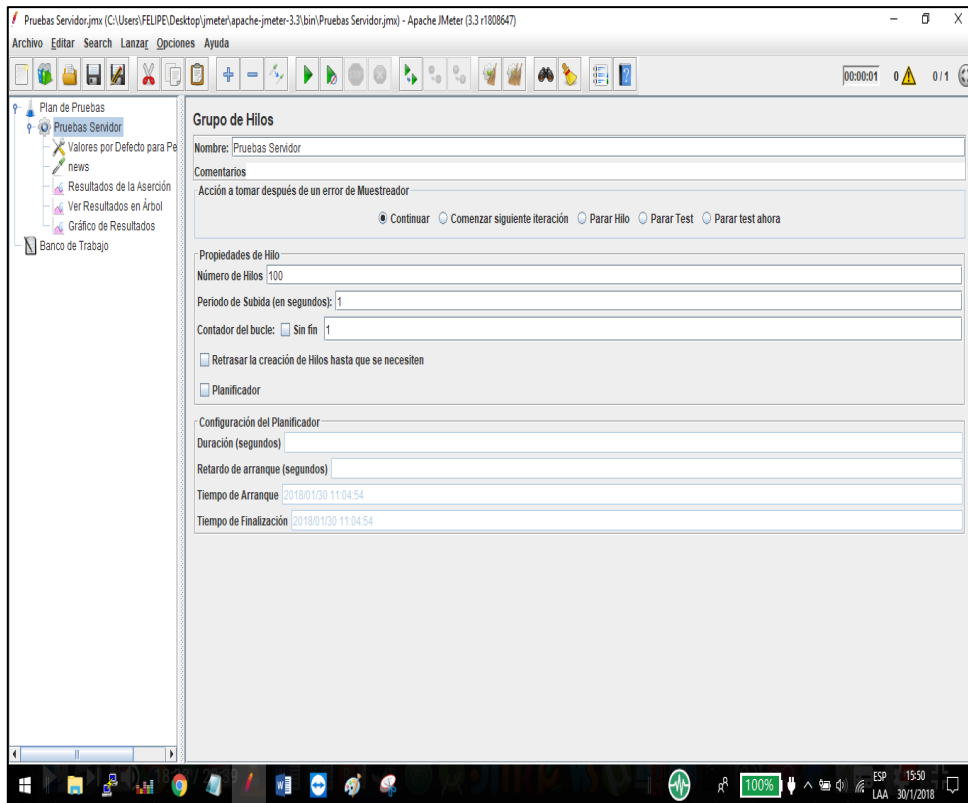 Pruebas Servidor.jmx (C:\Users\FELIPE\Desktop\jmeter\apache-jmeter-3.3\bin\Pruebas Servidor.jmx) - Apache JMeter (3.3 r1808647)
Archivo Editar Search Lanzar Opciones Ayuda
00:00:01 0 0 / 1
Plan de Pruebas
Pruebas Servidor
Valores por Defecto para Pe
news
Resultados de la Aserción
Ver Resultados en Árbol
Gráfico de Resultados
Banco de Trabajo
Grupo de Hilos
Nombre: Pruebas Servidor
Comentarios
Acción a tomar después de un error de Muestreador
Continuar Comenzar siguiente iteración Parar Hilo Parar Test Parar test ahora
Propiedades de Hilo
Número de Hilos 100
Periodo de Subida (en segundos): 1
Contador del bucle: Sin fin 1
Retrasar la creación de Hilos hasta que se necesiten
Planificador
Configuración del Planificador
Duración (segundos)
Retardo de arranque (segundos)
Tiempo de Arranque 2018/01/30 11:04:54
Tiempo de Finalización 2018/01/30 11:04:54
100% ESP 15:50
LAA 30/1/2018